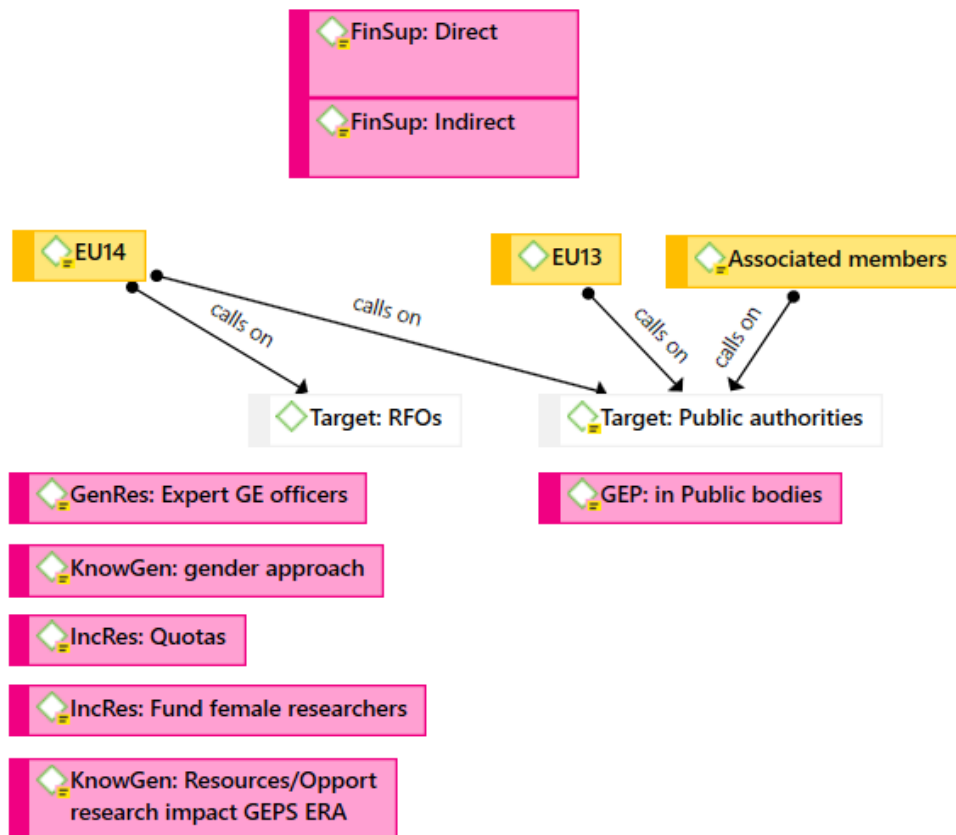 FinSup: Direct
FinSup: Indirect
EU14
EU13
Associated members
calls on
calls on
calls on
calls on
Target: RFOs
Target: Public authorities
GenRes: Expert GE officers
GEP: in Public bodies
KnowGen: gender approach
IncRes: Quotas
IncRes: Fund female researchers
KnowGen: Resources/Opport
research impact GEPS ERA